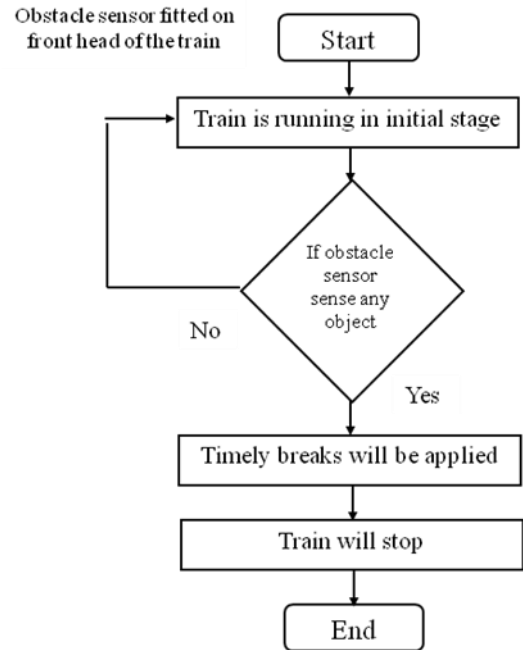 Obstacle sensor fitted on
front head of the train
Start
Train is running in initial stage
If obstacle
sensor
sense any
object
No
Yes
Timely breaks will be applied
Train will stop
End